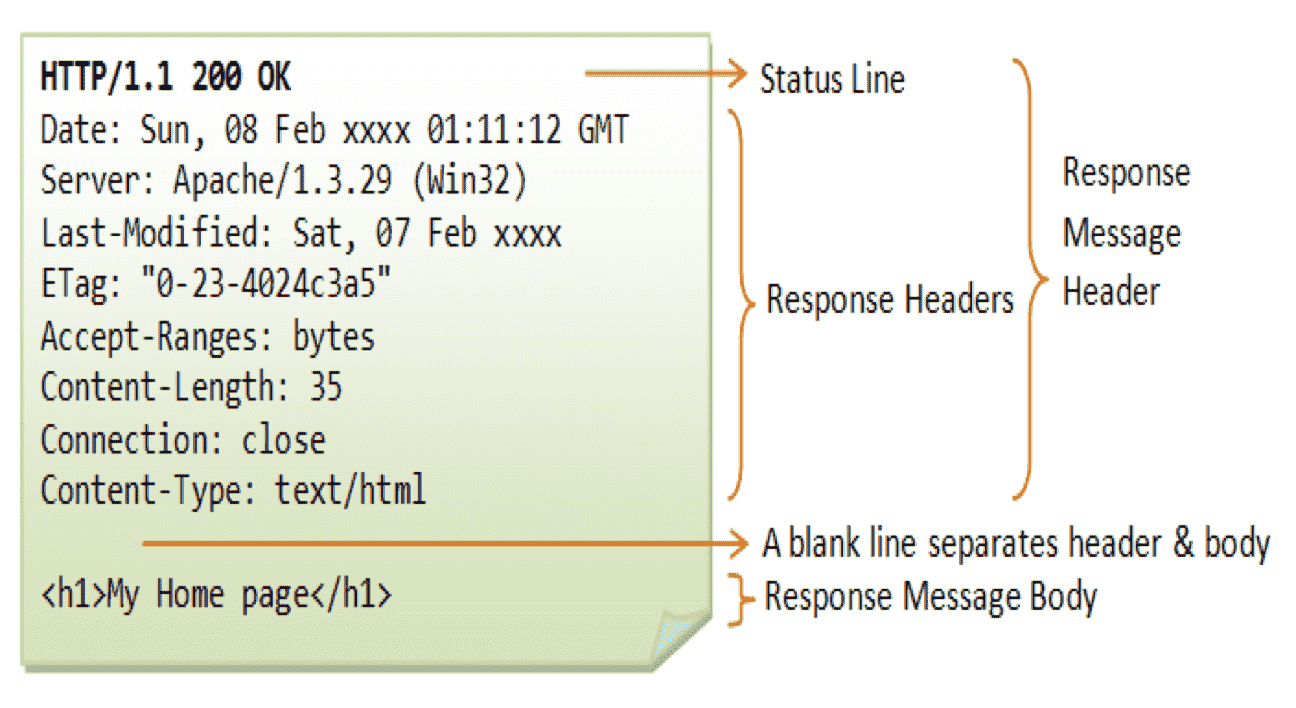 HTTP/1.1 200 OK
Date: Sun, 08 Feb xxxx 01:11:12 GMT
Server: Apache/1.3.29 (Win32)
Last-Modified: Sat, 07 Feb xxxx
ETag: "0-23-4024c3a5"
Accept-Ranges: bytes
Content-Length: 35
Connection: close
Content-Type: text/html
<h1>My Home page</h1>
Status Line
Response Headers
Response
Message
Header
A blank line separates header & body
Response Message Body